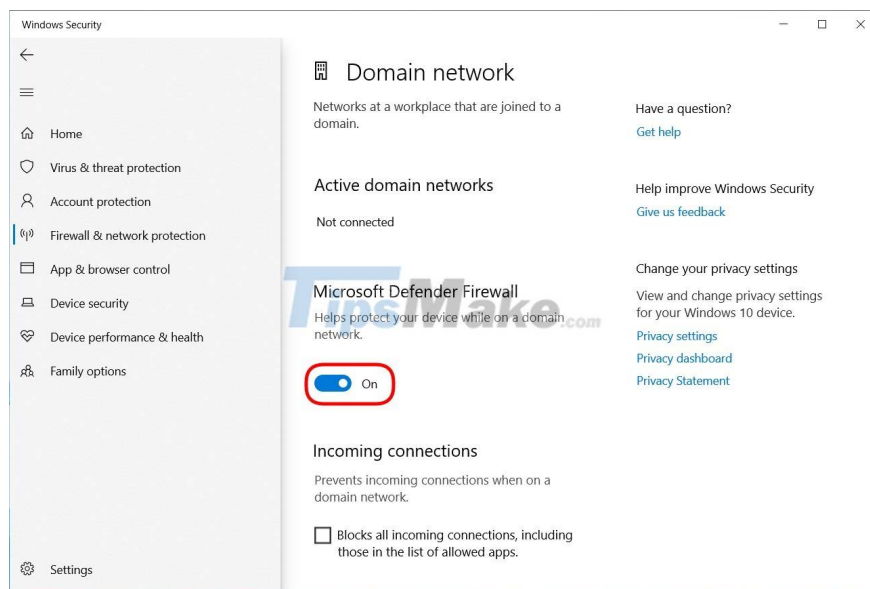 Windows Security
Home
Virus & threat protection
Account protection
Firewall & network protection
App & browser control
Device security
Device performance & health
Family options
Settings
Domain network
Networks at a workplace that are joined to a
domain.
Active domain networks
Not connected
Microsoft Defender Firewall
Helps protect your device while on a domain
network.
TipsMake.com
On
Incoming connections
Prevents incoming connections when on a
domain network.
Blocks all incoming connections, including
those in the list of allowed apps.
Have a question?
Get help
Help improve Windows Security
Give us feedback
Change your privacy settings
View and change privacy settings
for your Windows 10 device.
Privacy settings
Privacy dashboard
Privacy Statement